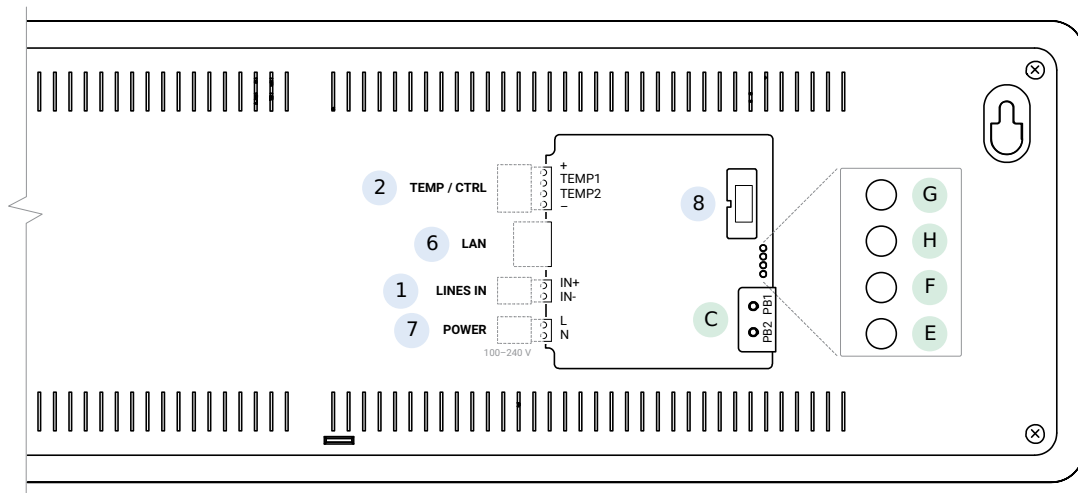 +
2 TEMP / CTRL TEMP1
TEMP2
–
8
G
6 LAN
H
1 LINES IN IN+
IN-
F
C PB1
PB2
7 POWER L
N
E
100–240 V